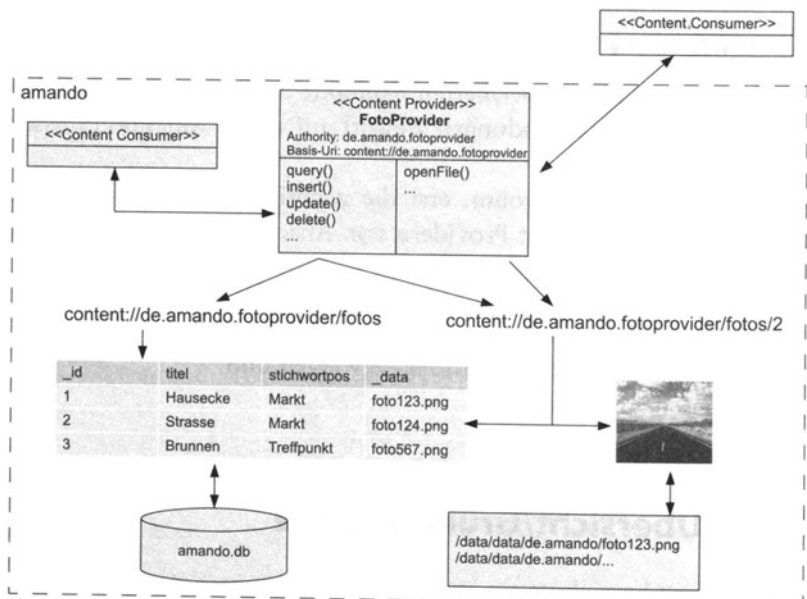 <<Content,Consumer>>
amando
<<Content Consumer>>
<<Content Provider>>
FotoProvider
Authority: de.amando.fotoprovider
Basis-Uri: content://de.amando.fotoprovider
query()
insert()
update()
delete()
...
openFile()
...
content://de.amando.fotoprovider/fotos
content://de.amando.fotoprovider/fotos/2
_id titel stichwortpos _data
1 Hausecke Markt foto123.png
2 Strasse Markt foto124.png
3 Brunnen Treffpunkt foto567.png
amando.db
/data/data/de.amando/foto123.png
/data/data/de.amando/...